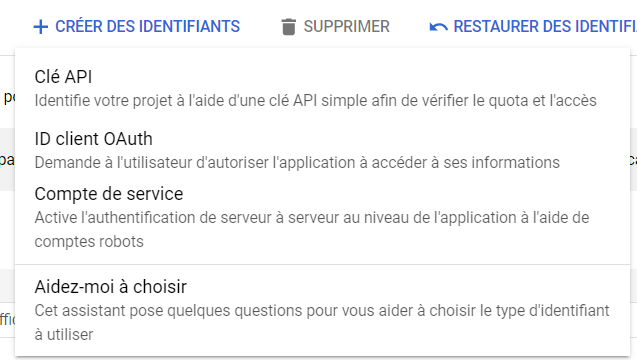 CRÉER DES IDENTIFIANTS SUPPRIMER RESTAURER DES IDENTIFI
Clé API
Identifie votre projet à l'aide d'une clé API simple afin de vérifier le quota et l'accès
ID client OAuth
Demande à l'utilisateur d'autoriser l'application à accéder à ses informations
Compte de service
Active l'authentification de serveur à serveur au niveau de l'application à l'aide de
comptes robots
Aidez-moi à choisir
Cet assistant pose quelques questions pour vous aider à choisir le type d'identifiant
à utiliser